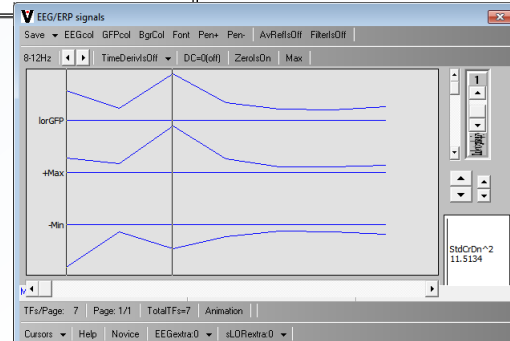 EEG/ERP signals
Save EEGcol GFPcol BgrCol Font Pen+ Pen- AvRefIsOff FilterIsOff
8-12Hz TimeDerivIsOff DC=0(off) ZeroIsOn Max
1
lorGFP
+Max
-Min
StdCrDn^2
11.5134
M
TFs/Page: 7 Page: 1/1 TotalTFs=7 Animation
Cursors Help Novice EEGextra:0 sLORextra:0